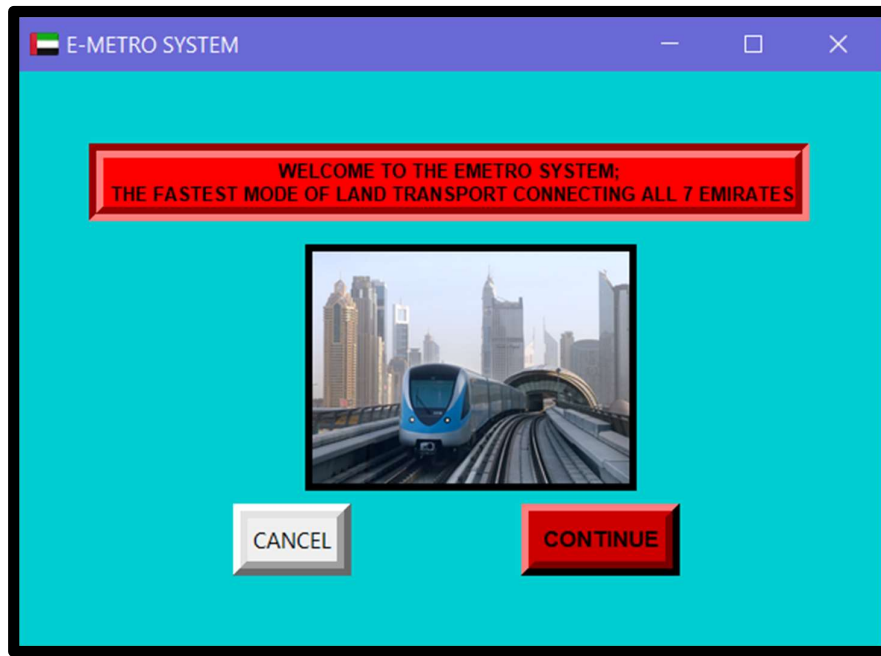 E-METRO SYSTEM
WELCOME TO THE EMETRO SYSTEM;
THE FASTEST MODE OF LAND TRANSPORT CONNECTING ALL 7 EMIRATES
CANCEL
CONTINUE